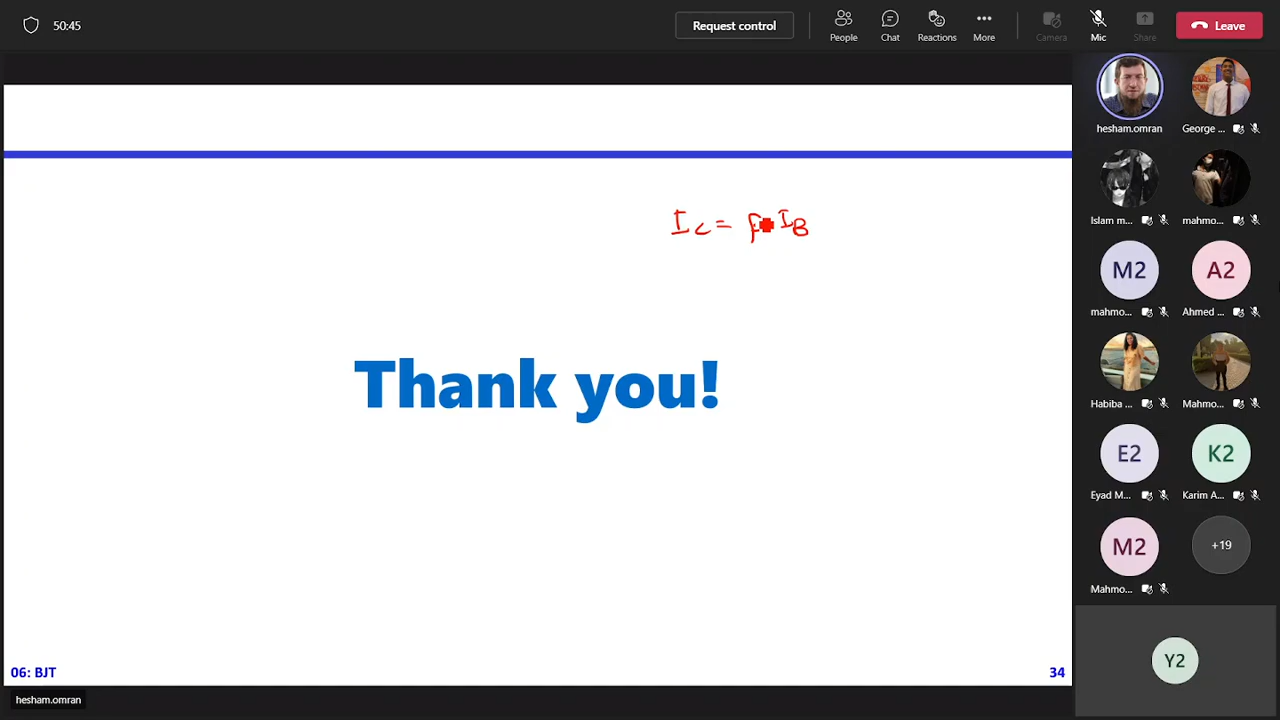 50:45
Request control
People
Chat
Reactions
More
Camera
Mic
Share
Leave
I_C = β I_B
Thank you!
06: BJT
34
hesham.omran
hesham.omran
George ...
Islam m...
mahmo...
M2
A2
mahmo...
Ahmed ...
Habiba ...
Mahmo...
E2
K2
Eyad M...
Karim A...
M2
+19
Mahmo...
Y2